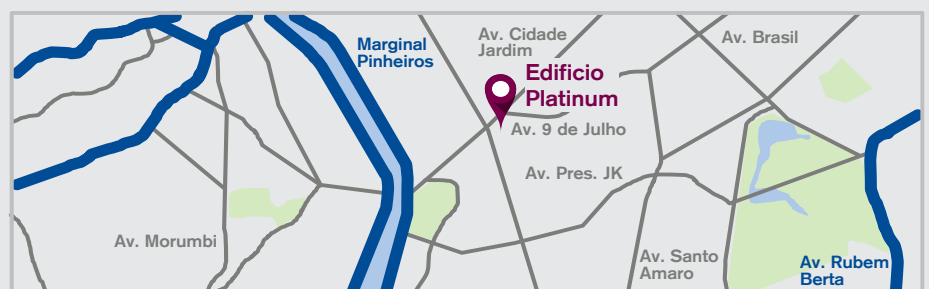 Marginal
Pinheiros
Av. Cidade
Jardim
Av. Brasil
Edificio
Platinum
Av. 9 de Julho
Av. Pres. JK
Av. Morumbi
Av. Santo
Amaro
Av. Rubem
Berta